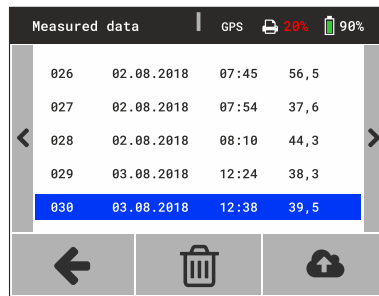 Measured data GPS 20% 90%
026 02.08.2018 07:45 56,5
027 02.08.2018 07:54 37,6
028 02.08.2018 08:10 44,3
029 03.08.2018 12:24 38,3
030 03.08.2018 12:38 39,5